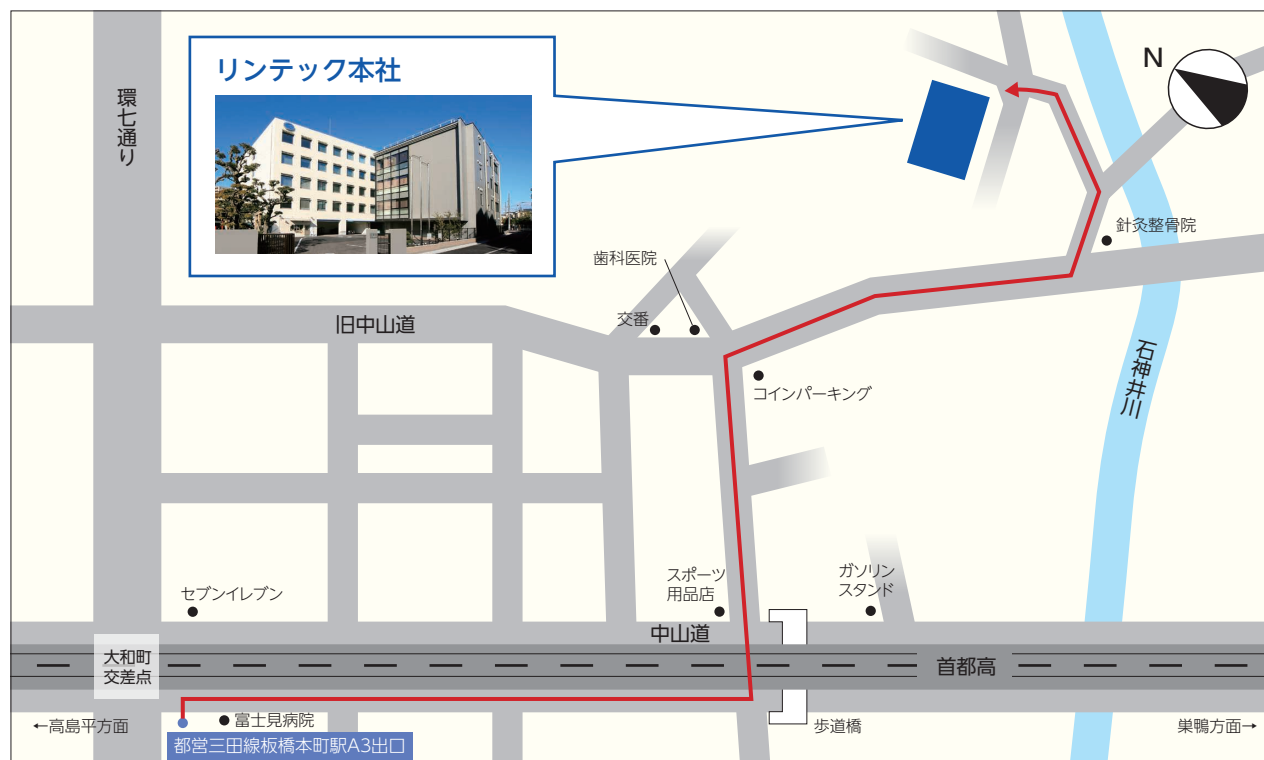 リンテック本社
N
環七通り
針灸整骨院
歯科医院
交番
旧中山道
コインパーキング
石神井川
セブンイレブン
スポーツ
用品店
ガソリン
スタンド
中山道
大和町
交差点
首都高
←高島平方面
富士見病院
歩道橋
巣鴨方面→
都営三田線板橋本町駅A3出口